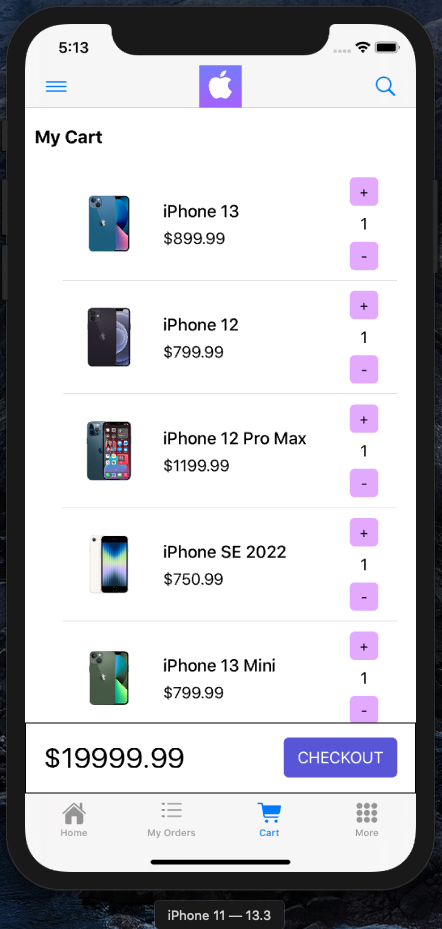 5:13
My Cart
iPhone 13
$899.99
+
1
-
iPhone 12
$799.99
+
1
-
iPhone 12 Pro Max
$1199.99
+
1
-
iPhone SE 2022
$750.99
+
1
-
iPhone 13 Mini
$799.99
+
1
-
$19999.99
CHECKOUT
Home
My Orders
Cart
More
iPhone 11 — 13.3